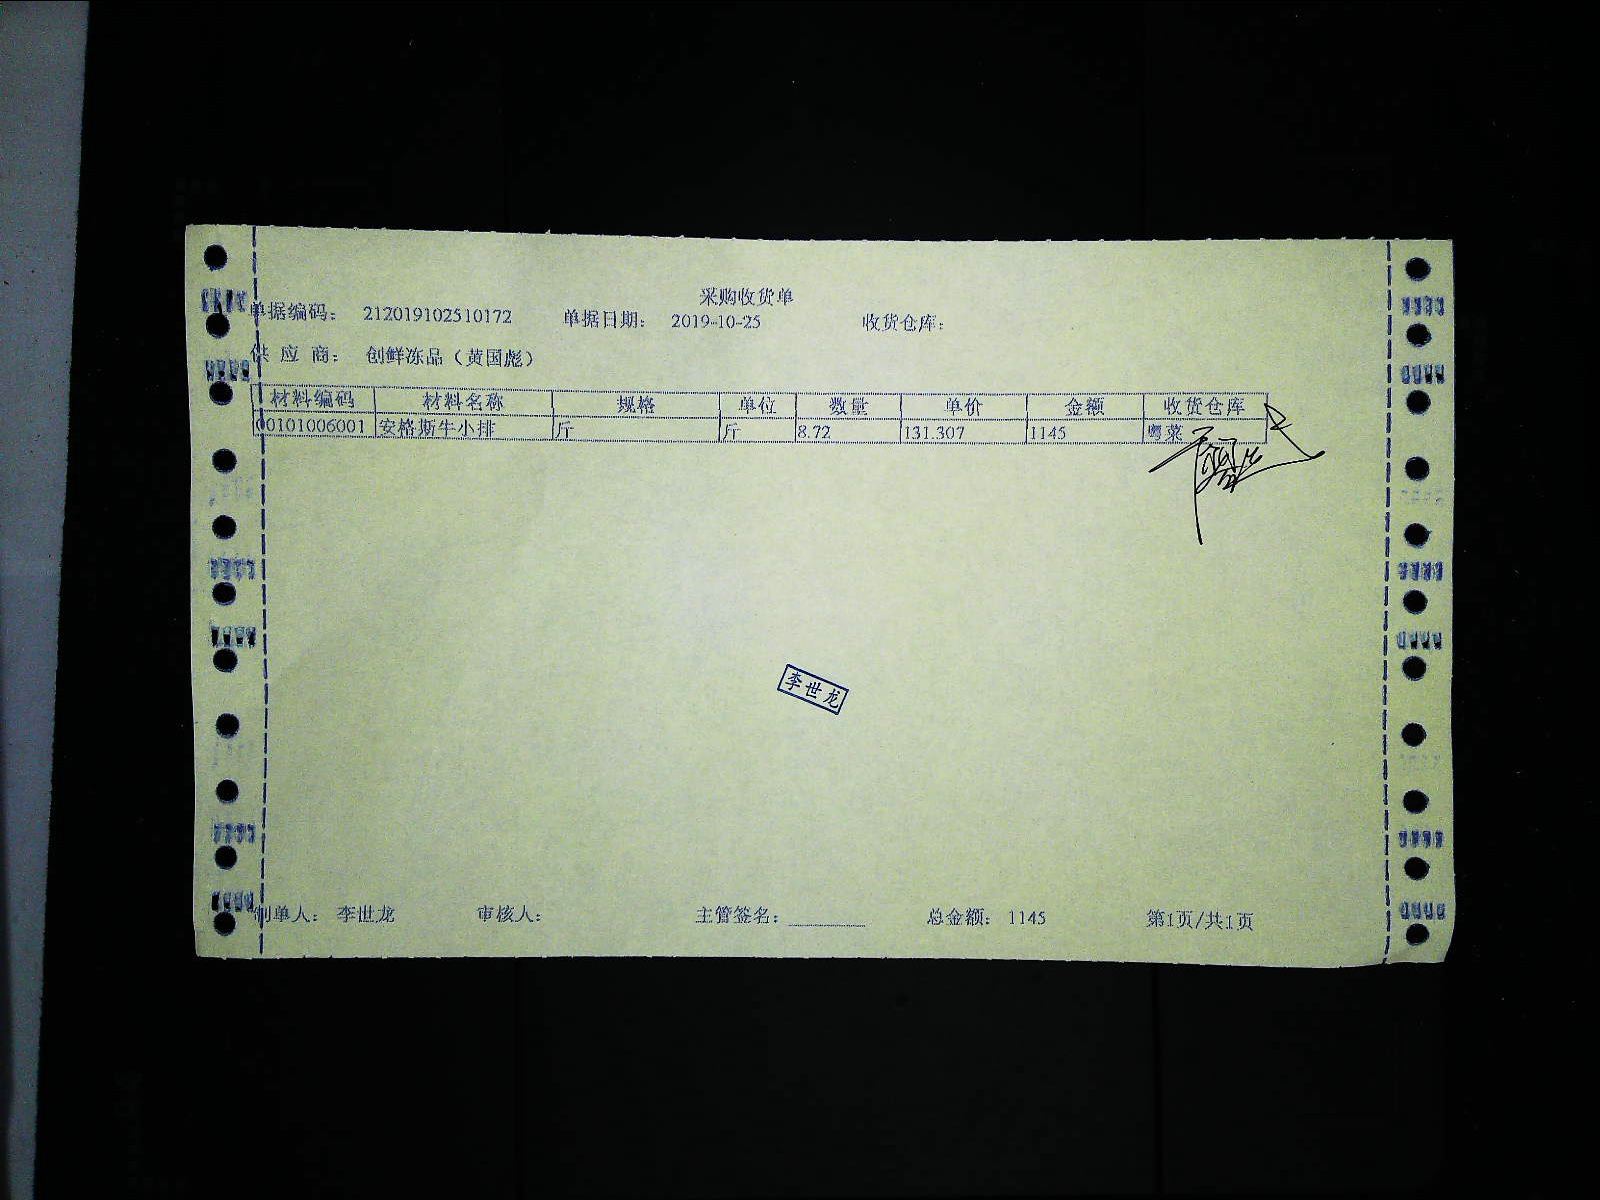 采购收货单
单据编码： 212019102510172 单据日期： 2019-10-25 收货仓库：
供 应 商： 创鲜冻品（黄国彪）
材料编码 材料名称 规格 单位 数量 单价 金额 收货仓库
00101006001 安格斯牛小排 斤 斤 8.72 131.307 1145 粤菜
李世龙
制单人： 李世龙 审核人： 主管签名： 总金额： 1145 第1页/共1页